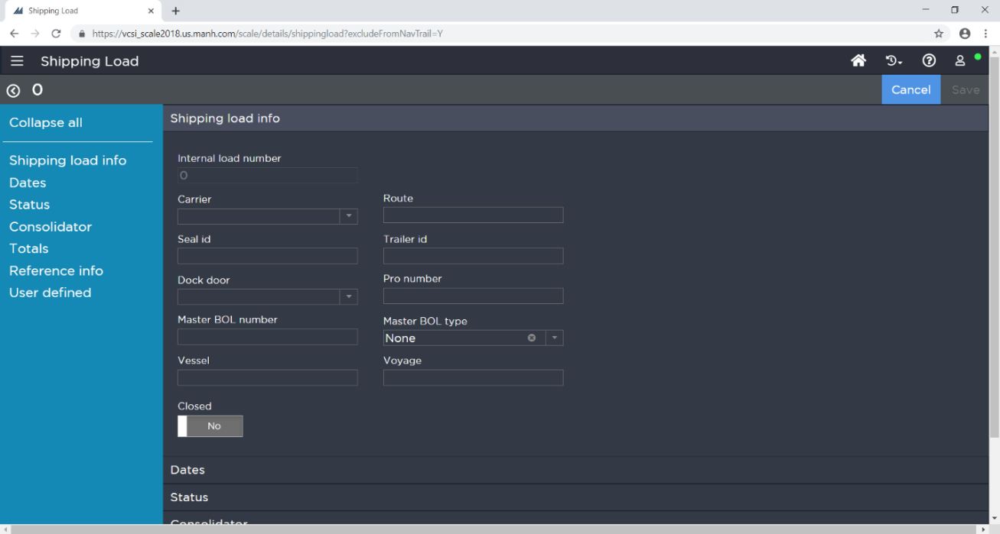 Shipping Load
https://vcsi_scale2018.us.manh.com/scale/details/shippingload?excludeFromNavTrail=Y
Shipping Load
0
Cancel
Save
Collapse all
Shipping load info
Dates
Status
Consolidator
Totals
Reference info
User defined
Shipping load info
Internal load number
0
Carrier
Route
Seal id
Trailer id
Dock door
Pro number
Master BOL number
Master BOL type
None
Vessel
Voyage
Closed
No
Dates
Status
Consolidator